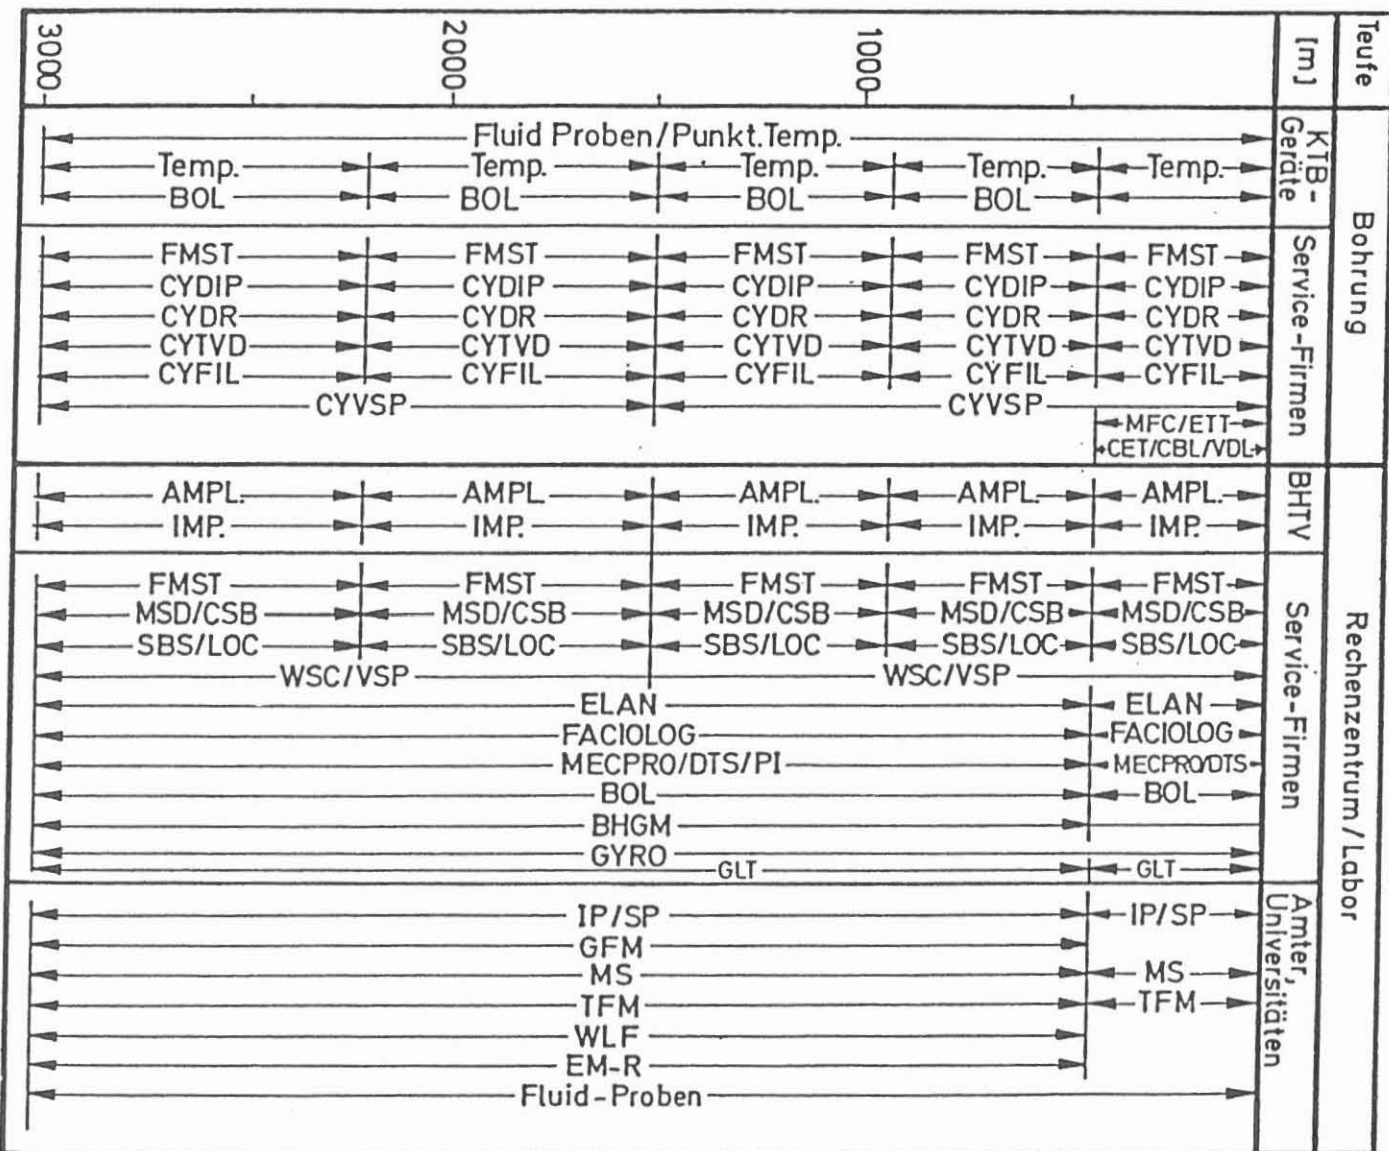 3000 2000 1000 [m] Teufe
Fluid Proben/Punkt.Temp.
Temp. Temp. Temp. Temp. Temp.
BOL BOL BOL BOL
KTB-
Geräte
Bohrung
FMST FMST FMST FMST FMST
CYDIP CYDIP CYDIP CYDIP CYDIP
CYDR CYDR CYDR CYDR CYDR
CYTVD CYTVD CYTVD CYTVD CYTVD
CYFIL CYFIL CYFIL CYFIL CYFIL
CYVSP CYVSP
MFC/ETT
CET/CBL/VDL
Service-Firmen
AMPL. AMPL. AMPL. AMPL. AMPL.
IMP. IMP. IMP. IMP. IMP.
BHTV
FMST FMST FMST FMST FMST
MSD/CSB MSD/CSB MSD/CSB MSD/CSB MSD/CSB
SBS/LOC SBS/LOC SBS/LOC SBS/LOC SBS/LOC
WSC/VSP WSC/VSP
ELAN ELAN
FACIOLOG FACIOLOG
MECPRO/DTS/PI MECPRO/DTS
BOL BOL
BHGM
GYRO
GLT GLT
Service-Firmen
Rechenzentrum/Labor
IP/SP IP/SP
GFM
MS MS
TFM TFM
WLF
EM-R
Fluid-Proben
Ämter,
Universitäten